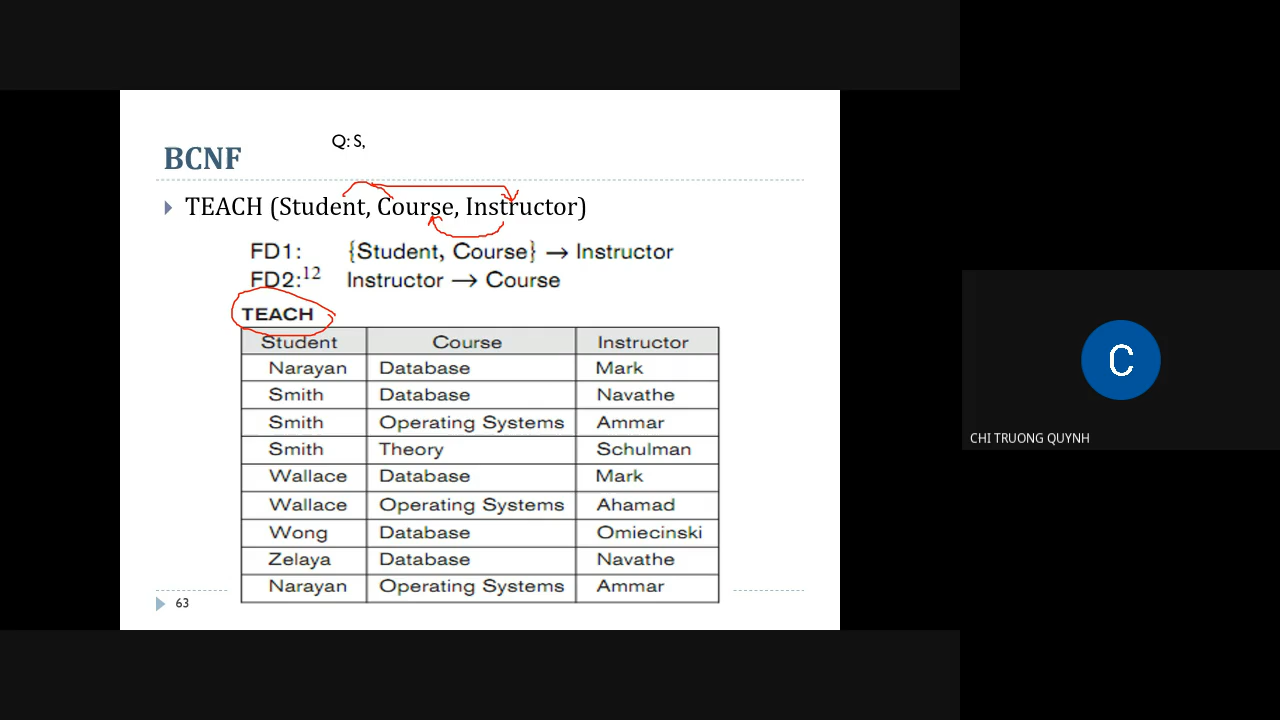 Q: S,
BCNF
TEACH (Student, Course, Instructor)
FD1: {Student, Course} → Instructor
FD2:12 Instructor → Course
TEACH
Student Course Instructor
Narayan Database Mark
Smith Database Navathe
Smith Operating Systems Ammar
Smith Theory Schulman
Wallace Database Mark
Wallace Operating Systems Ahamad
Wong Database Omiecinski
Zelaya Database Navathe
Narayan Operating Systems Ammar
63
C
CHI TRUONG QUYNH